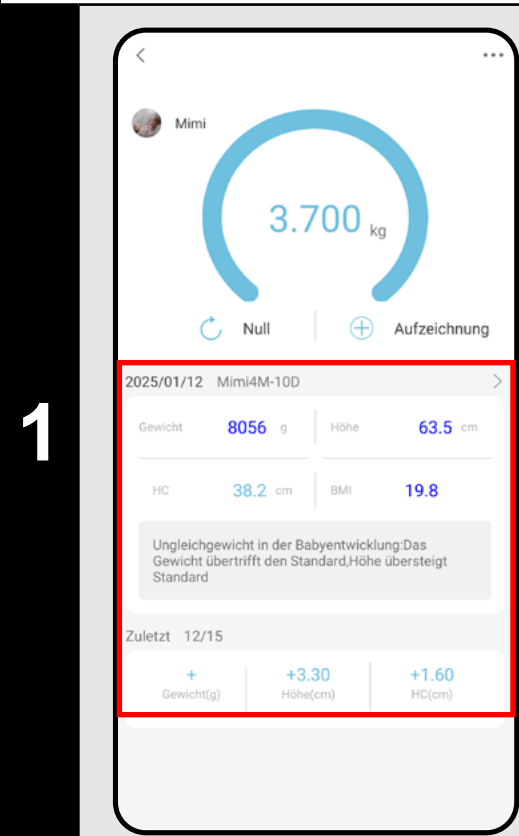 Mimi
3.700 kg
Null
Aufzeichnung
1
2025/01/12 Mimi4M-10D
Gewicht 8056 g Höhe 63.5 cm
HC 38.2 cm BMI 19.8
Ungleichgewicht in der Babyentwicklung:Das
Gewicht übertrifft den Standard,Höhe übersteigt
Standard
Zuletzt 12/15
+ +3.30 +1.60
Gewicht(g) Höhe(cm) HC(cm)